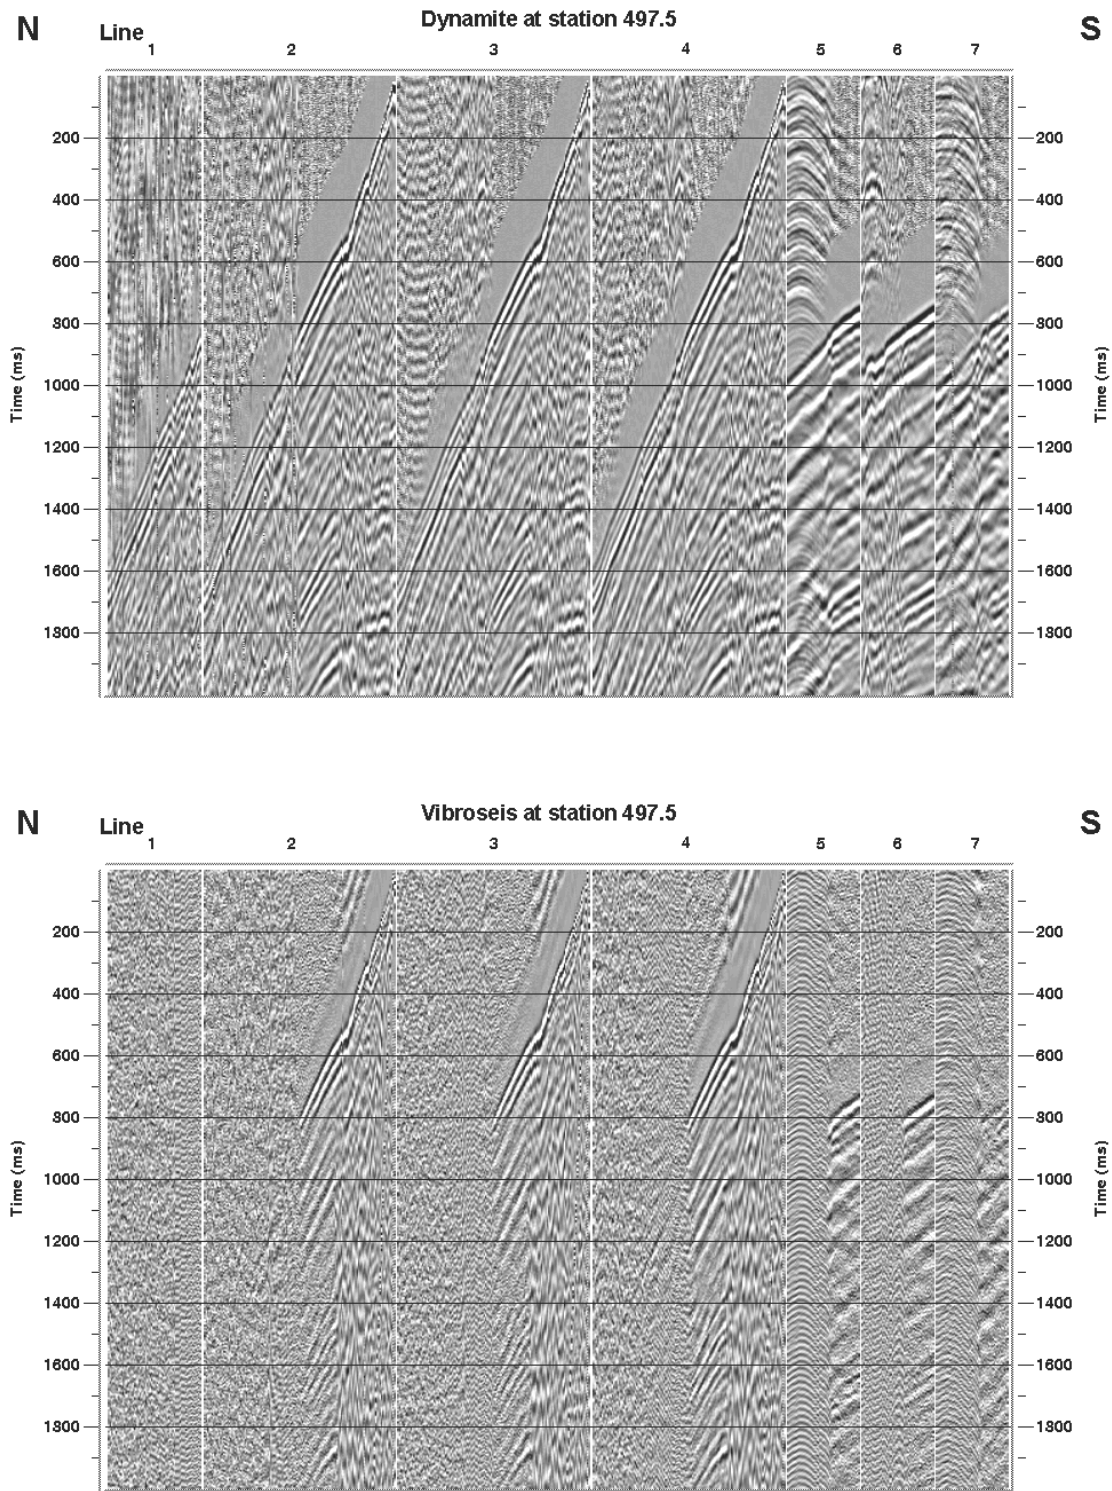 Dynamite at station 497.5
N
S
Line
1 2 3 4 5 6 7
200 200
400 400
600 600
800 800
Time (ms) Time (ms)
1000 1000
1200 1200
1400 1400
1600 1600
1800 1800
Vibroseis at station 497.5
N
S
Line
1 2 3 4 5 6 7
200 200
400 400
600 600
800 800
Time (ms) Time (ms)
1000 1000
1200 1200
1400 1400
1600 1600
1800 1800